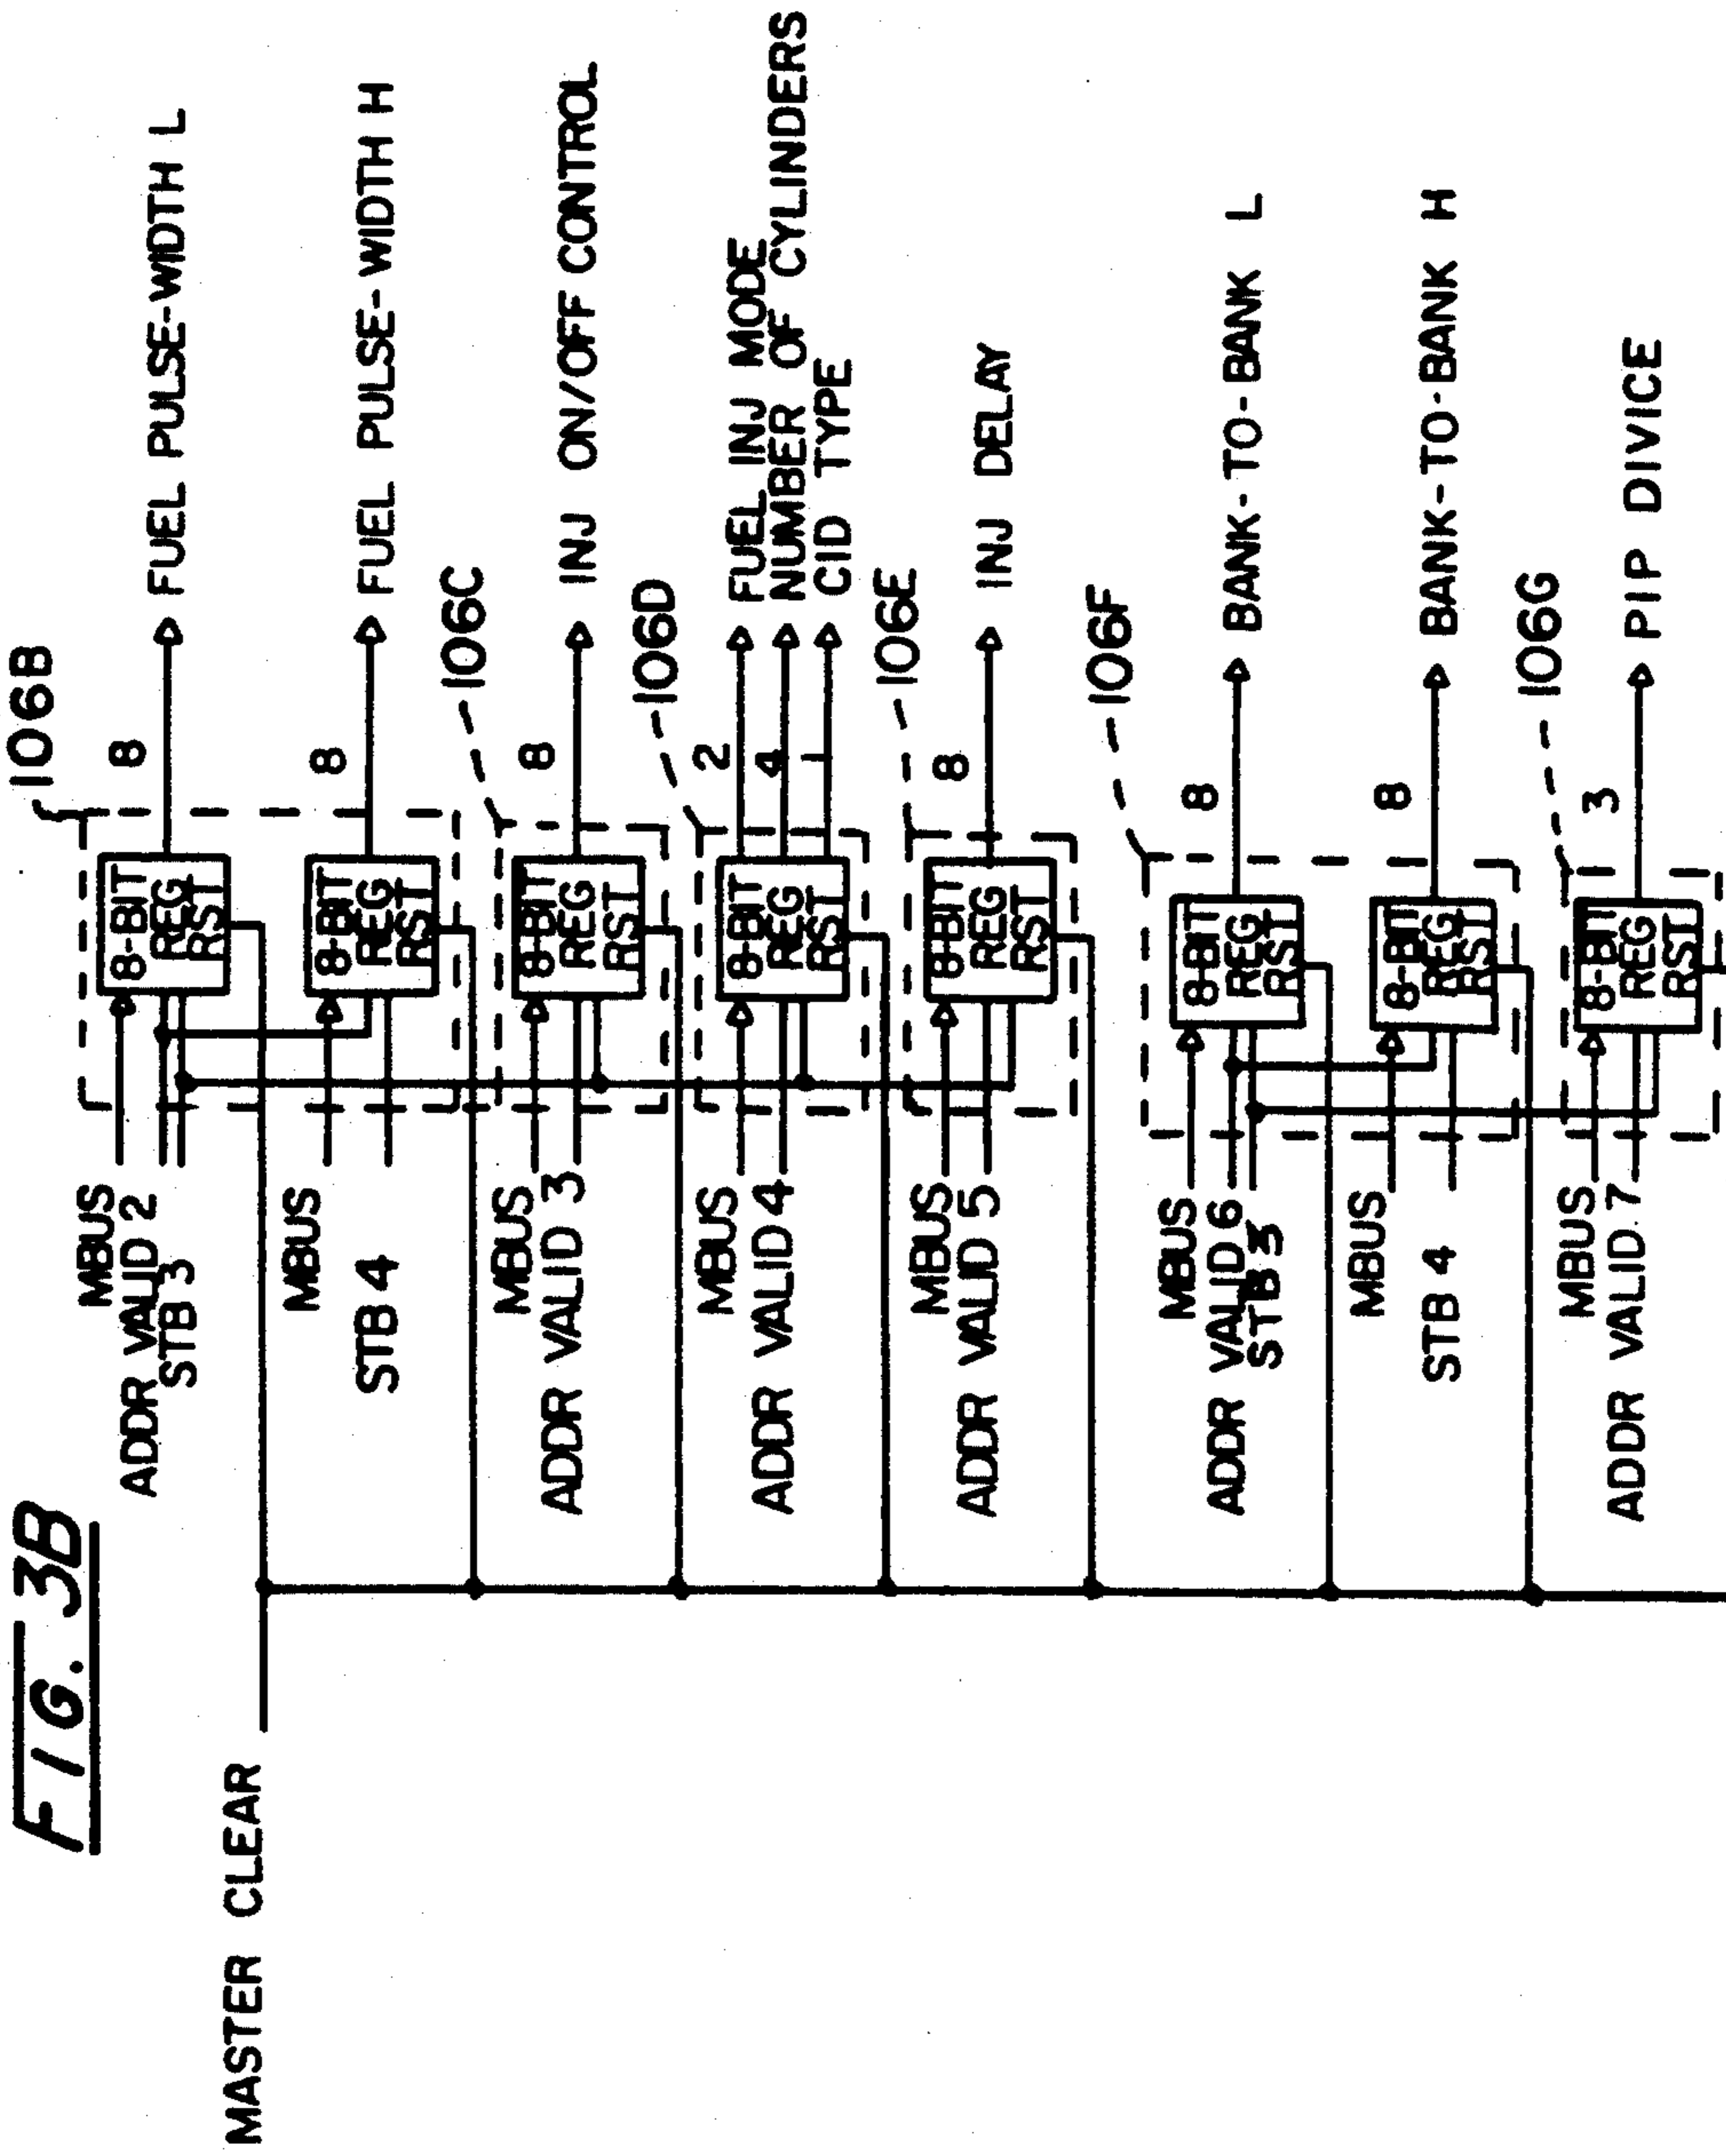 FIG. 3B
MASTER CLEAR
106B
MBUS
ADDR VALID 2
STB 3
8-BIT
REG
RST
8
FUEL PULSE-WIDTH L
MBUS
STB 4
8-BIT
REG
RST
8
FUEL PULSE-WIDTH H
106C
MBUS
ADDR VALID 3
8-BIT
REG
RST
8
INJ ON/OFF CONTROL
106D
MBUS
ADDR VALID 4
8-BIT
REG
RST
2
FUEL INJ MODE
4
NUMBER OF CYLINDERS
1
CID TYPE
106E
MBUS
ADDR VALID 5
8-BIT
REG
RST
8
INJ DELAY
106F
MBUS
ADDR VALID 6
STB 3
8-BIT
REG
RST
8
BANK-TO-BANK L
MBUS
STB 4
8-BIT
REG
RST
8
BANK-TO-BANK H
106G
MBUS
ADDR VALID 7
8-BIT
REG
RST
3
PIP DIVICE